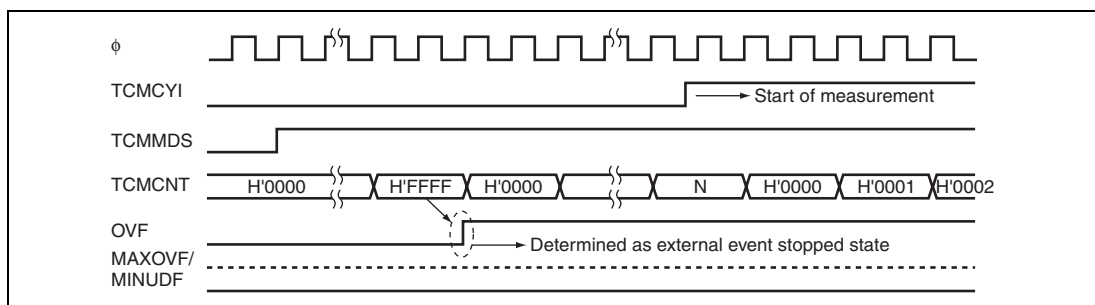 φ
TCMCYI
Start of measurement
TCMMDS
TCMCNT H'0000 H'FFFF H'0000 N H'0000 H'0001 H'0002
OVF
Determined as external event stopped state
MAXOVF/
MINUDF